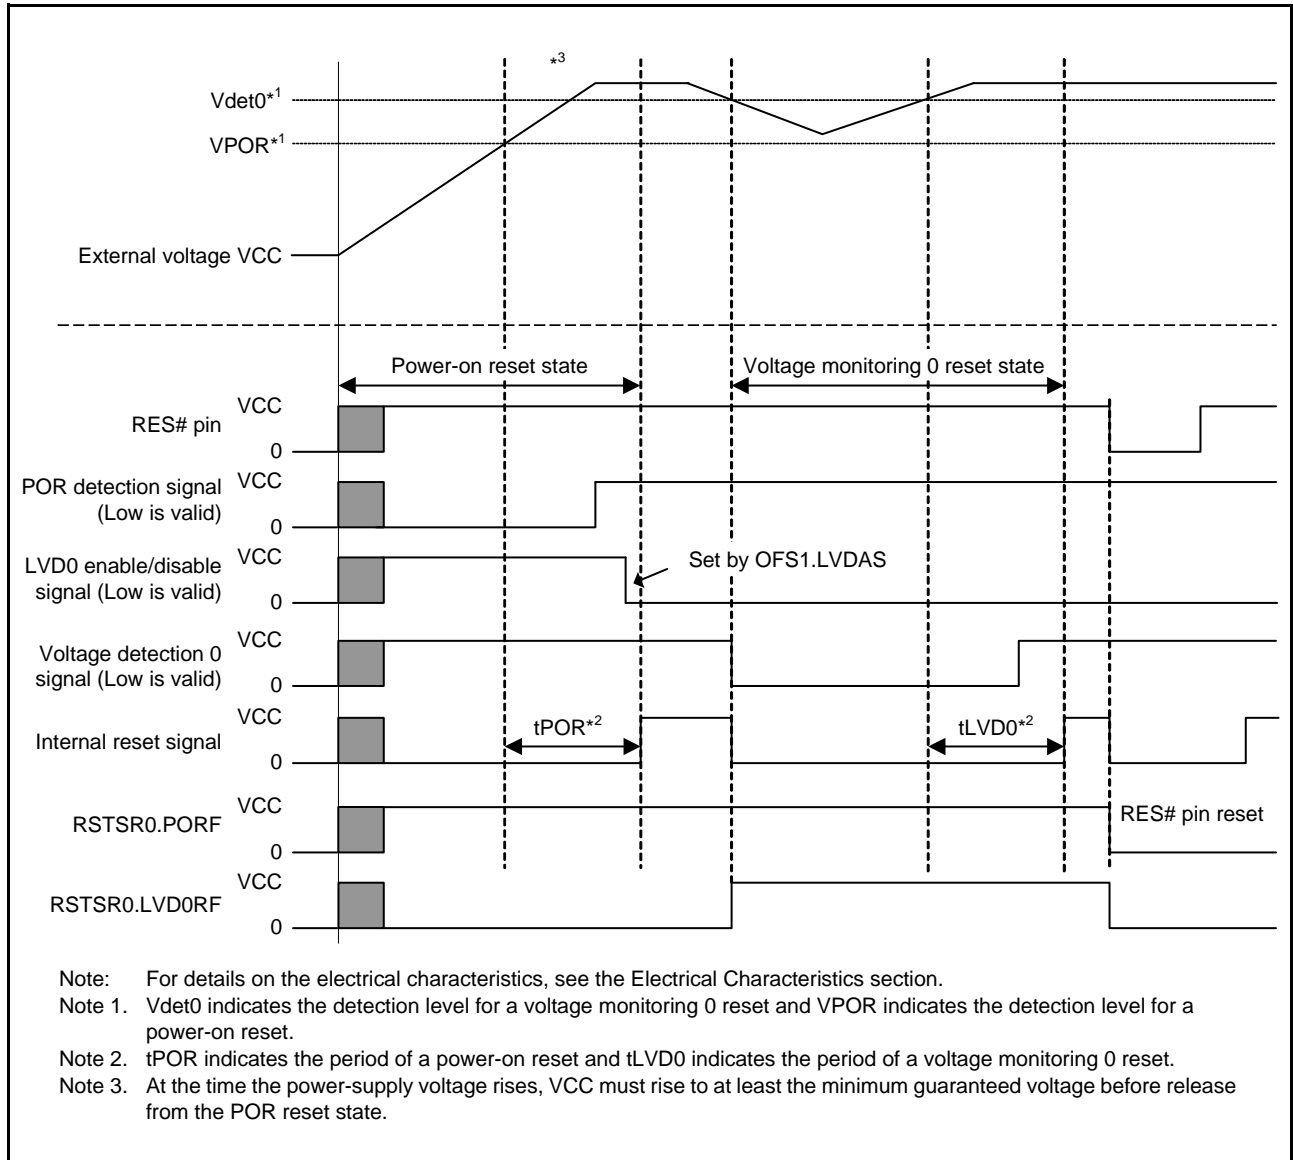 *3
Vdet0*1
VPOR*1
External voltage VCC
Power-on reset state
Voltage monitoring 0 reset state
RES# pin
VCC
0
POR detection signal
(Low is valid)
VCC
0
LVD0 enable/disable
signal (Low is valid)
VCC
0
Set by OFS1.LVDAS
Voltage detection 0
signal (Low is valid)
VCC
0
Internal reset signal
VCC
0
tPOR*2
tLVD0*2
RSTSR0.PORF
VCC
0
RES# pin reset
RSTSR0.LVD0RF
VCC
0
Note: For details on the electrical characteristics, see the Electrical Characteristics section.
Note 1. Vdet0 indicates the detection level for a voltage monitoring 0 reset and VPOR indicates the detection level for a
power-on reset.
Note 2. tPOR indicates the period of a power-on reset and tLVD0 indicates the period of a voltage monitoring 0 reset.
Note 3. At the time the power-supply voltage rises, VCC must rise to at least the minimum guaranteed voltage before release
from the POR reset state.